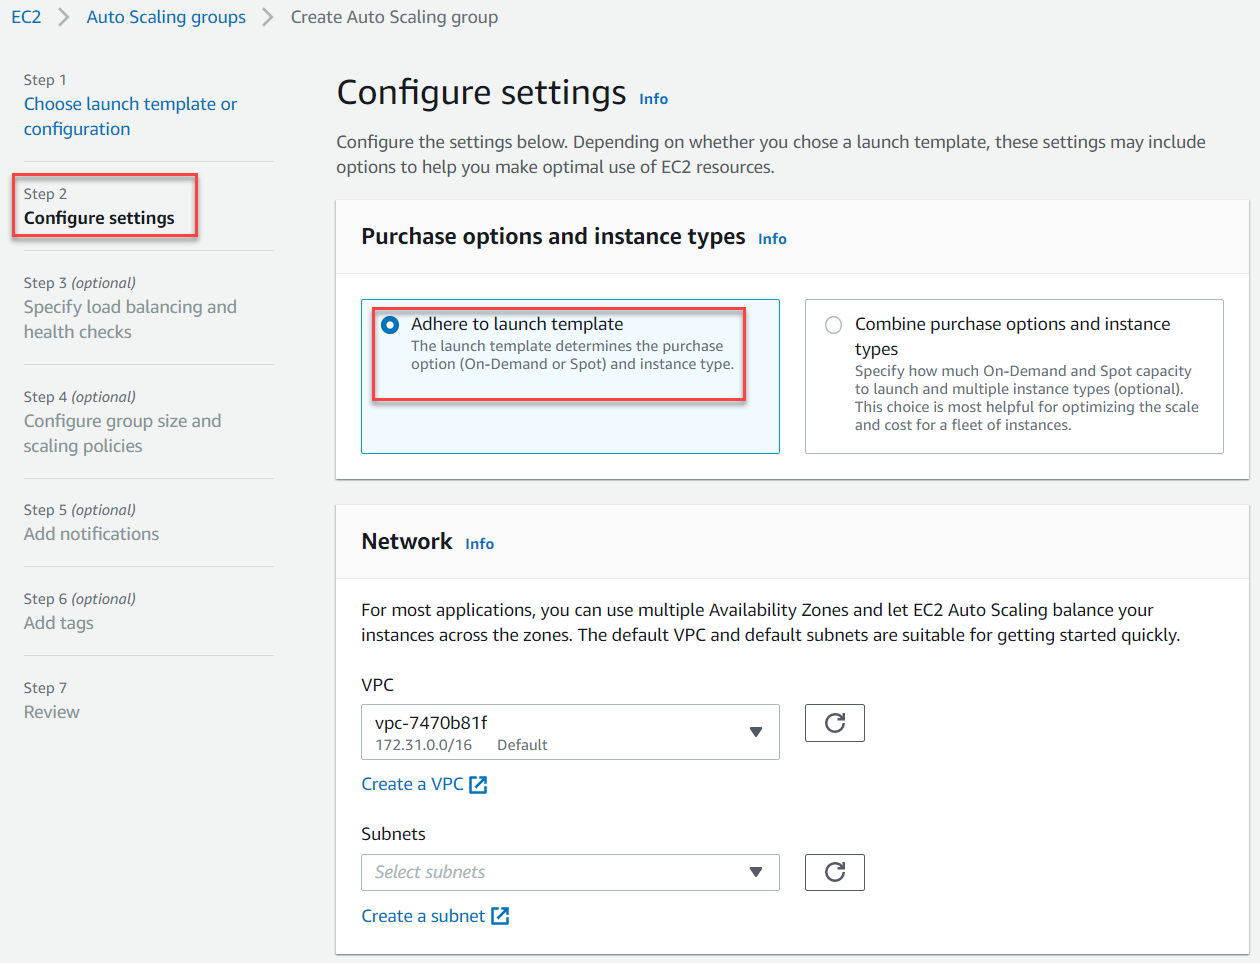 EC2 > Auto Scaling groups > Create Auto Scaling group
Step 1
Choose launch template or
configuration
Step 2
Configure settings
Step 3 (optional)
Specify load balancing and
health checks
Step 4 (optional)
Configure group size and
scaling policies
Step 5 (optional)
Add notifications
Step 6 (optional)
Add tags
Step 7
Review
Configure settings Info
Configure the settings below. Depending on whether you chose a launch template, these settings may include
options to help you make optimal use of EC2 resources.
Purchase options and instance types Info
Adhere to launch template
The launch template determines the purchase
option (On-Demand or Spot) and instance type.
Combine purchase options and instance
types
Specify how much On-Demand and Spot capacity
to launch and multiple instance types (optional).
This choice is most helpful for optimizing the scale
and cost for a fleet of instances.
Network Info
For most applications, you can use multiple Availability Zones and let EC2 Auto Scaling balance your
instances across the zones. The default VPC and default subnets are suitable for getting started quickly.
VPC
vpc-7470b81f
172.31.0.0/16 Default
Create a VPC
Subnets
Select subnets
Create a subnet